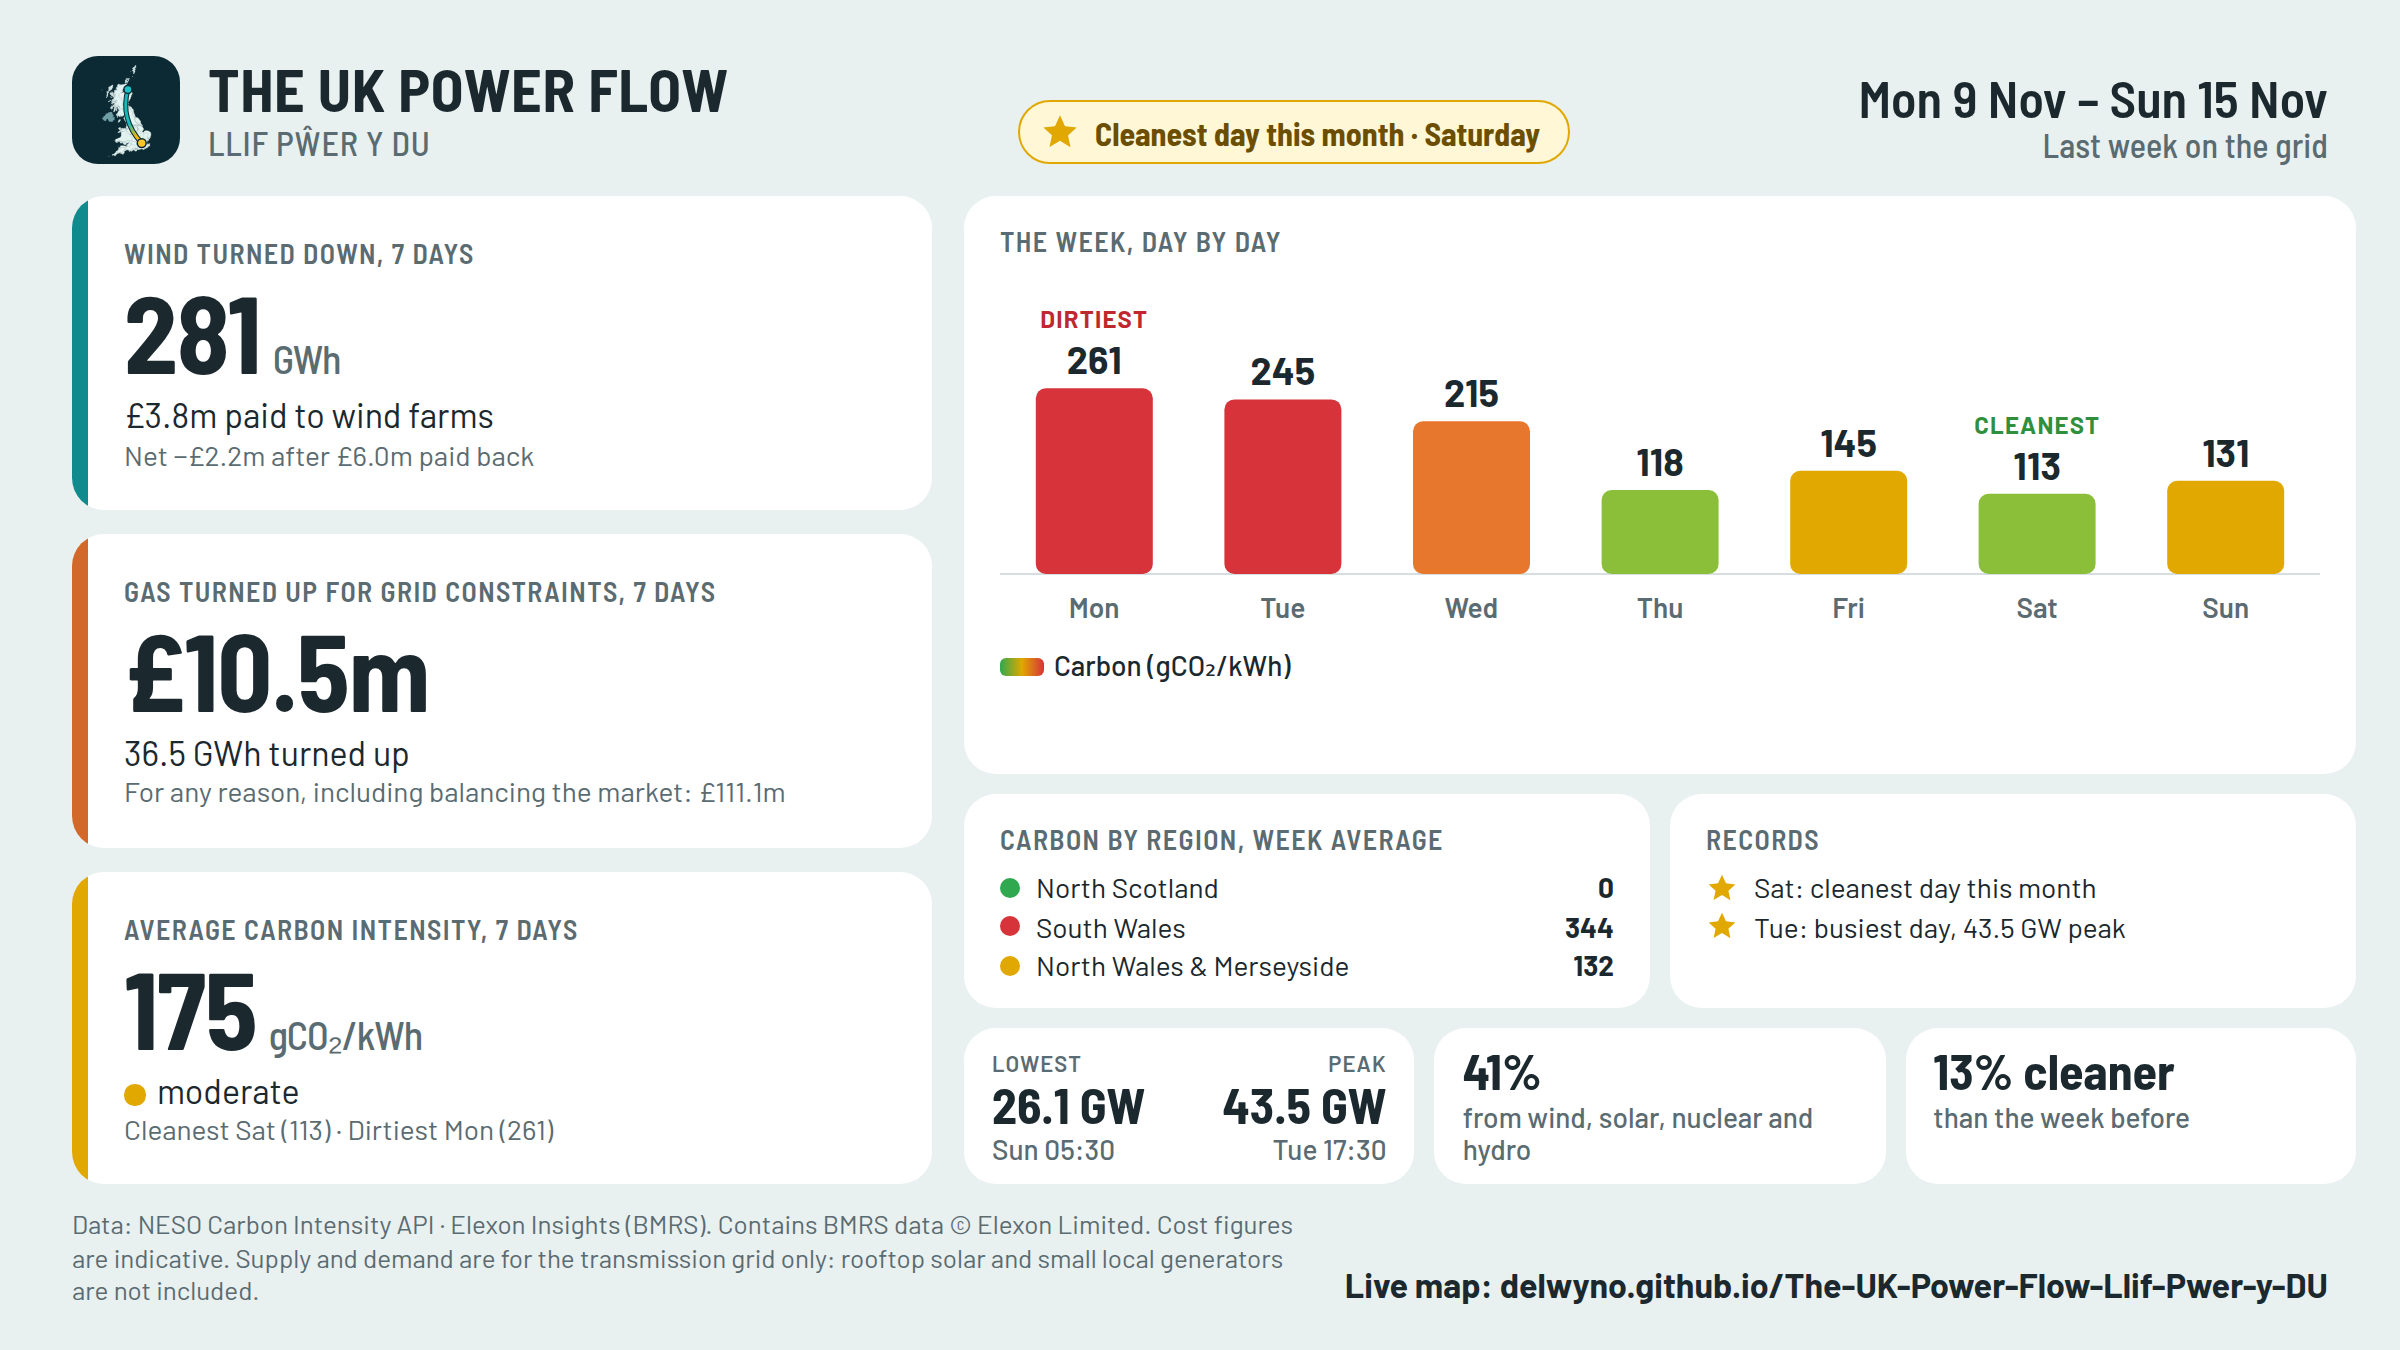 THE UK POWER FLOW
LLIF PŴER Y DU
Cleanest day this month · Saturday
Mon 9 Nov – Sun 15 Nov
Last week on the grid
WIND TURNED DOWN, 7 DAYS
281 GWh
£3.8m paid to wind farms
Net −£2.2m after £6.0m paid back
GAS TURNED UP FOR GRID CONSTRAINTS, 7 DAYS
£10.5m
36.5 GWh turned up
For any reason, including balancing the market: £111.1m
AVERAGE CARBON INTENSITY, 7 DAYS
175 gCO₂/kWh
moderate
Cleanest Sat (113) · Dirtiest Mon (261)
THE WEEK, DAY BY DAY
DIRTIEST
261
245
215
118
145
CLEANEST
113
131
Mon Tue Wed Thu Fri Sat Sun
Carbon (gCO₂/kWh)
CARBON BY REGION, WEEK AVERAGE
North Scotland 0
South Wales 344
North Wales & Merseyside 132
RECORDS
Sat: cleanest day this month
Tue: busiest day, 43.5 GW peak
LOWEST PEAK
26.1 GW 43.5 GW
Sun 05:30 Tue 17:30
41%
from wind, solar, nuclear and
hydro
13% cleaner
than the week before
Data: NESO Carbon Intensity API · Elexon Insights (BMRS). Contains BMRS data © Elexon Limited. Cost figures
are indicative. Supply and demand are for the transmission grid only: rooftop solar and small local generators
are not included.
Live map: delwyno.github.io/The-UK-Power-Flow-Llif-Pwer-y-DU